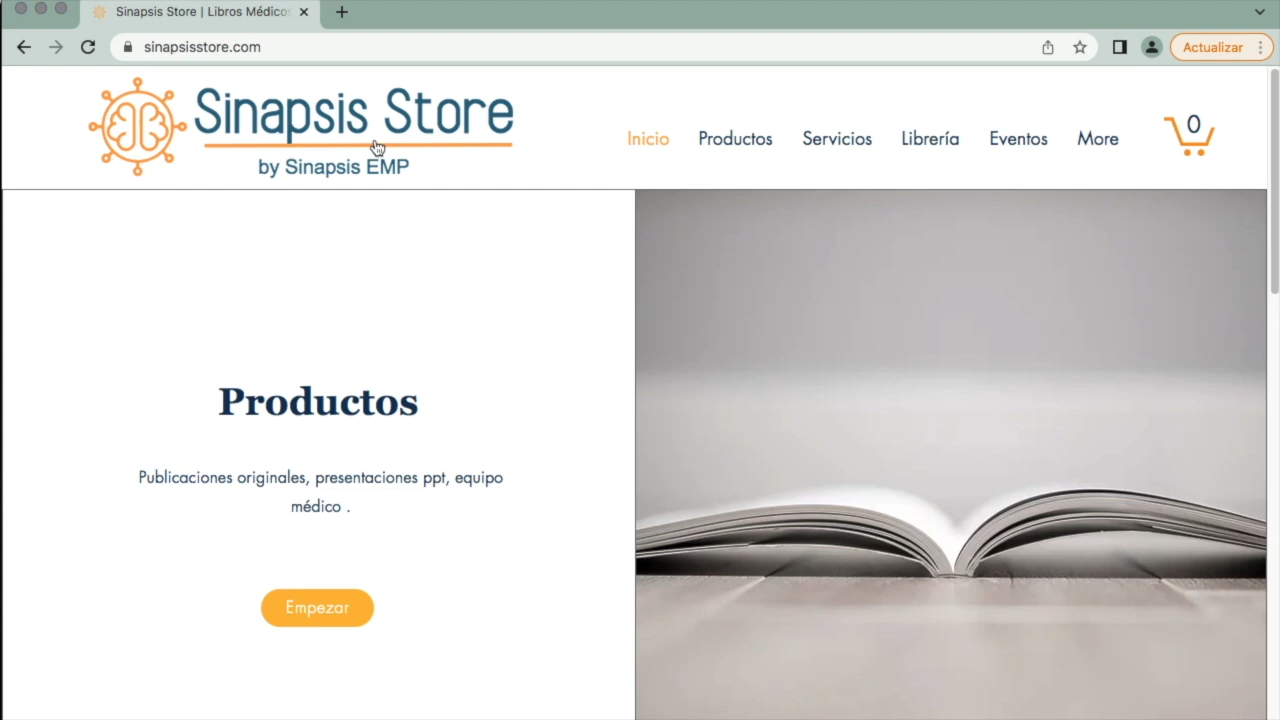 Sinapsis Store | Libros Médicos
sinapsisstore.com
Actualizar
Sinapsis Store
by Sinapsis EMP
Inicio Productos Servicios Librería Eventos More
0
Productos
Publicaciones originales, presentaciones ppt, equipo
médico .
Empezar